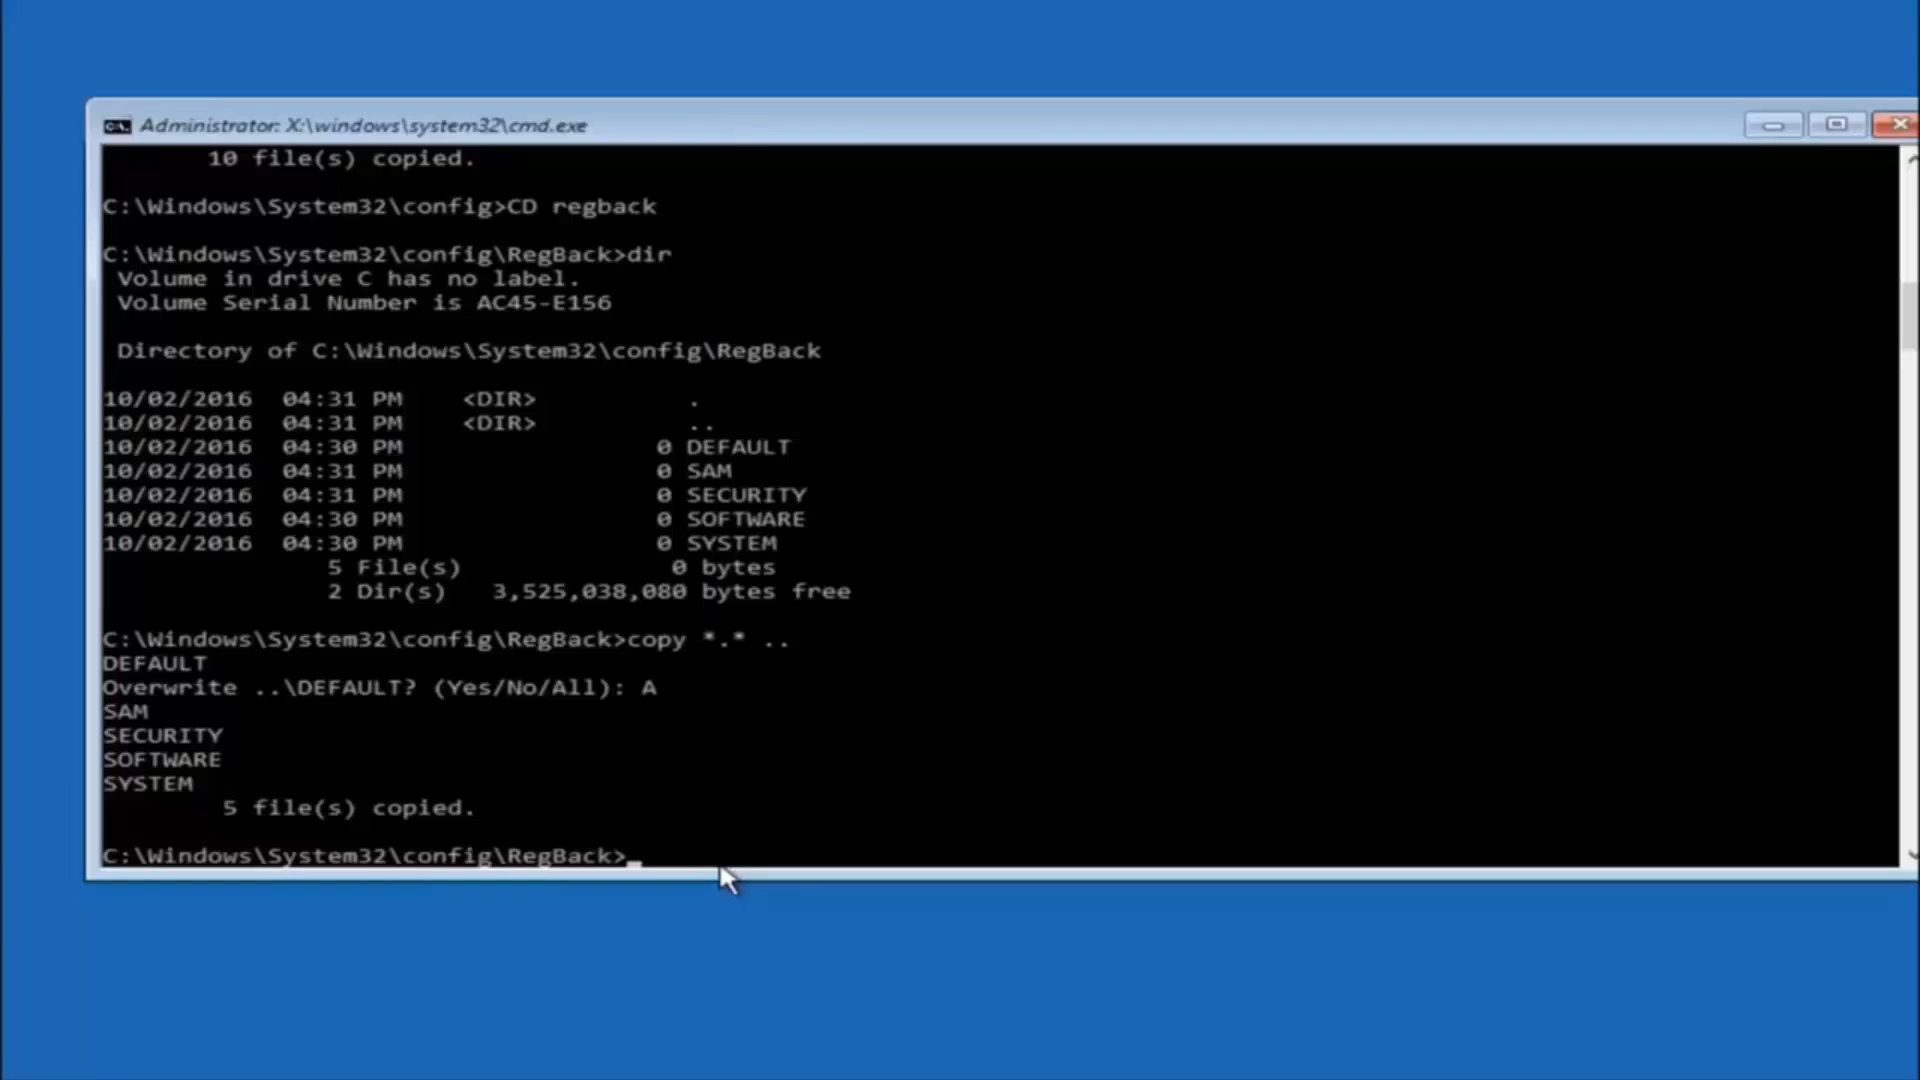 Administrator: X:\windows\system32\cmd.exe
10 file(s) copied.
C:\Windows\System32\config>CD regback
C:\Windows\System32\config\RegBack>dir
Volume in drive C has no label.
Volume Serial Number is AC45-E156
Directory of C:\Windows\System32\config\RegBack
10/02/2016  04:31 PM    <DIR>          .
10/02/2016  04:31 PM    <DIR>          ..
10/02/2016  04:30 PM                 0 DEFAULT
10/02/2016  04:31 PM                 0 SAM
10/02/2016  04:31 PM                 0 SECURITY
10/02/2016  04:30 PM                 0 SOFTWARE
10/02/2016  04:30 PM                 0 SYSTEM
5 File(s)              0 bytes
2 Dir(s)   3,525,038,080 bytes free
C:\Windows\System32\config\RegBack>copy *.* ..
DEFAULT
Overwrite ..\DEFAULT? (Yes/No/All): A
SAM
SECURITY
SOFTWARE
SYSTEM
5 file(s) copied.
C:\Windows\System32\config\RegBack>_